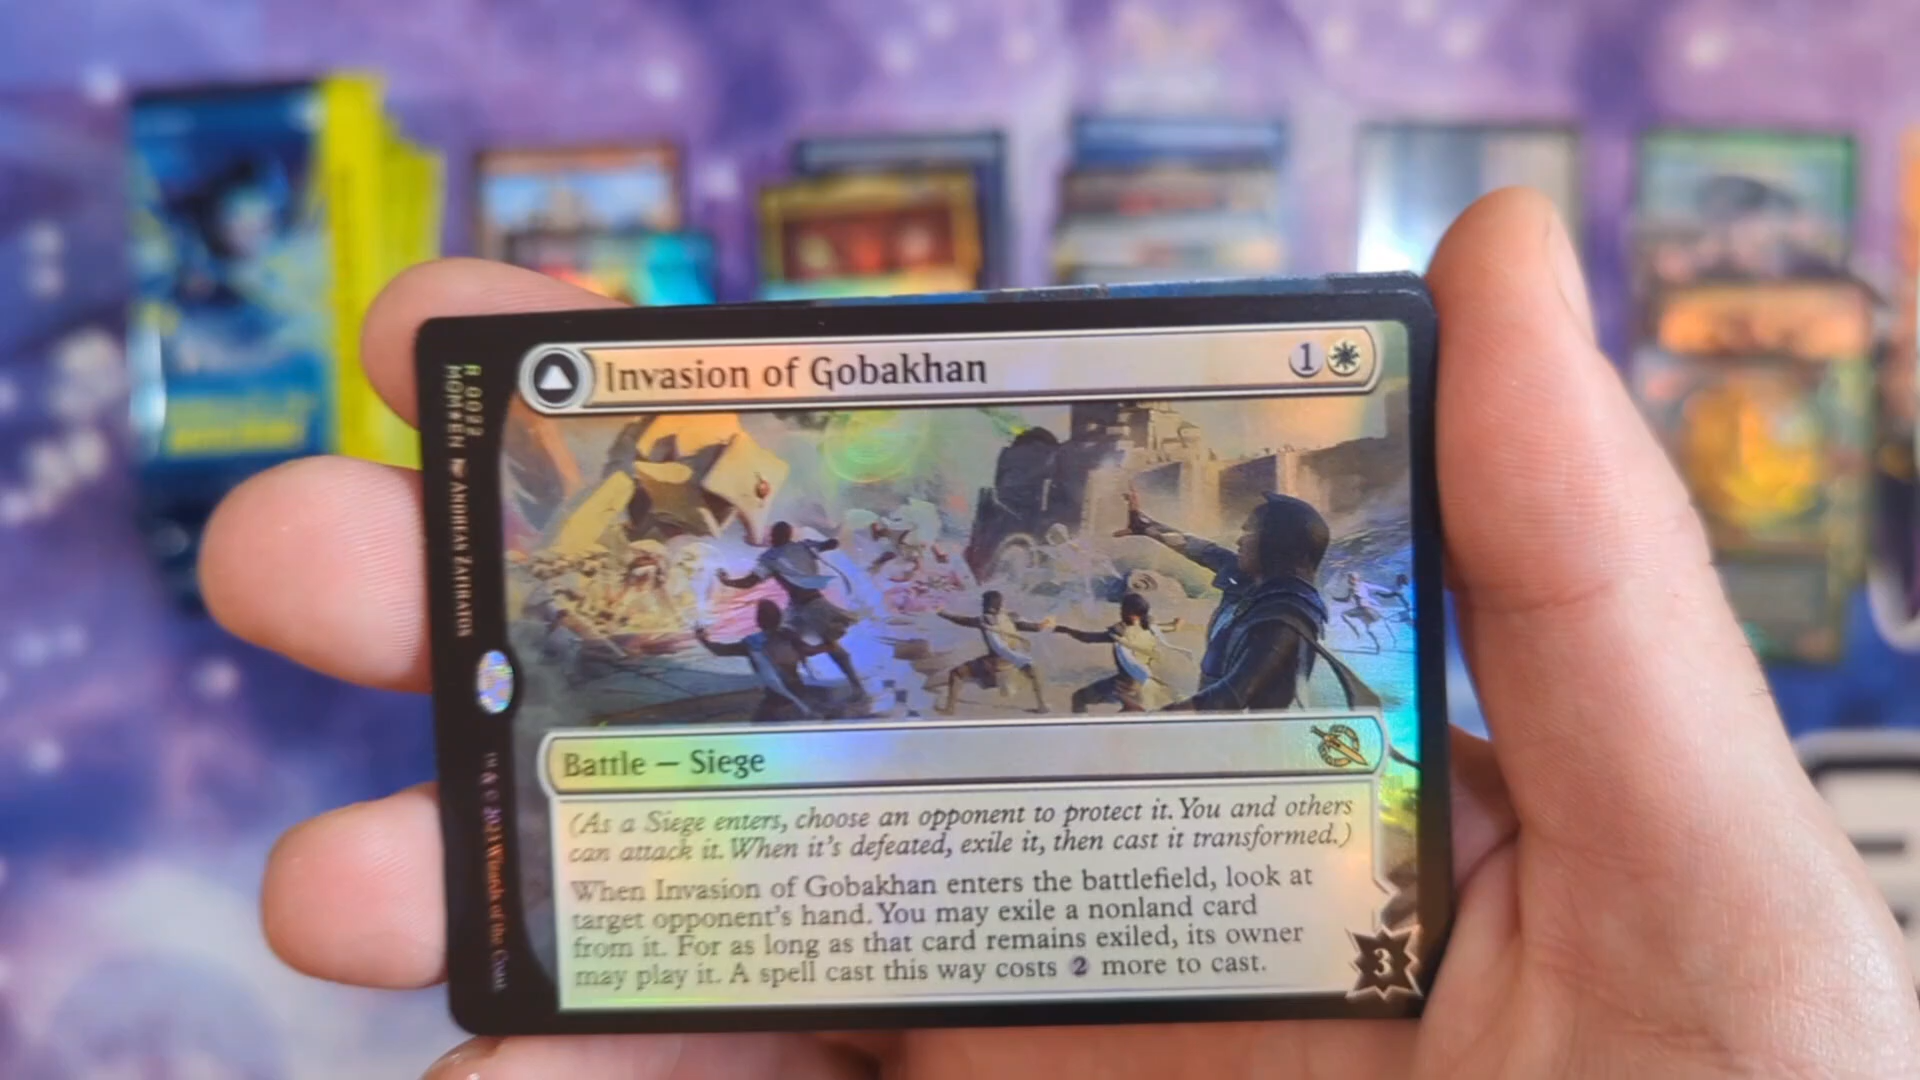 Invasion of Gobakhan 1
Battle — Siege
(As a Siege enters, choose an opponent to protect it. You and others
can attack it. When it's defeated, exile it, then cast it transformed.)
When Invasion of Gobakhan enters the battlefield, look at
target opponent's hand. You may exile a nonland card
from it. For as long as that card remains exiled, its owner
may play it. A spell cast this way costs 2 more to cast.
3
R 0022
MOM★EN ANDREAS ZAFIRATOS
™ & © 2023 Wizards of the Coast